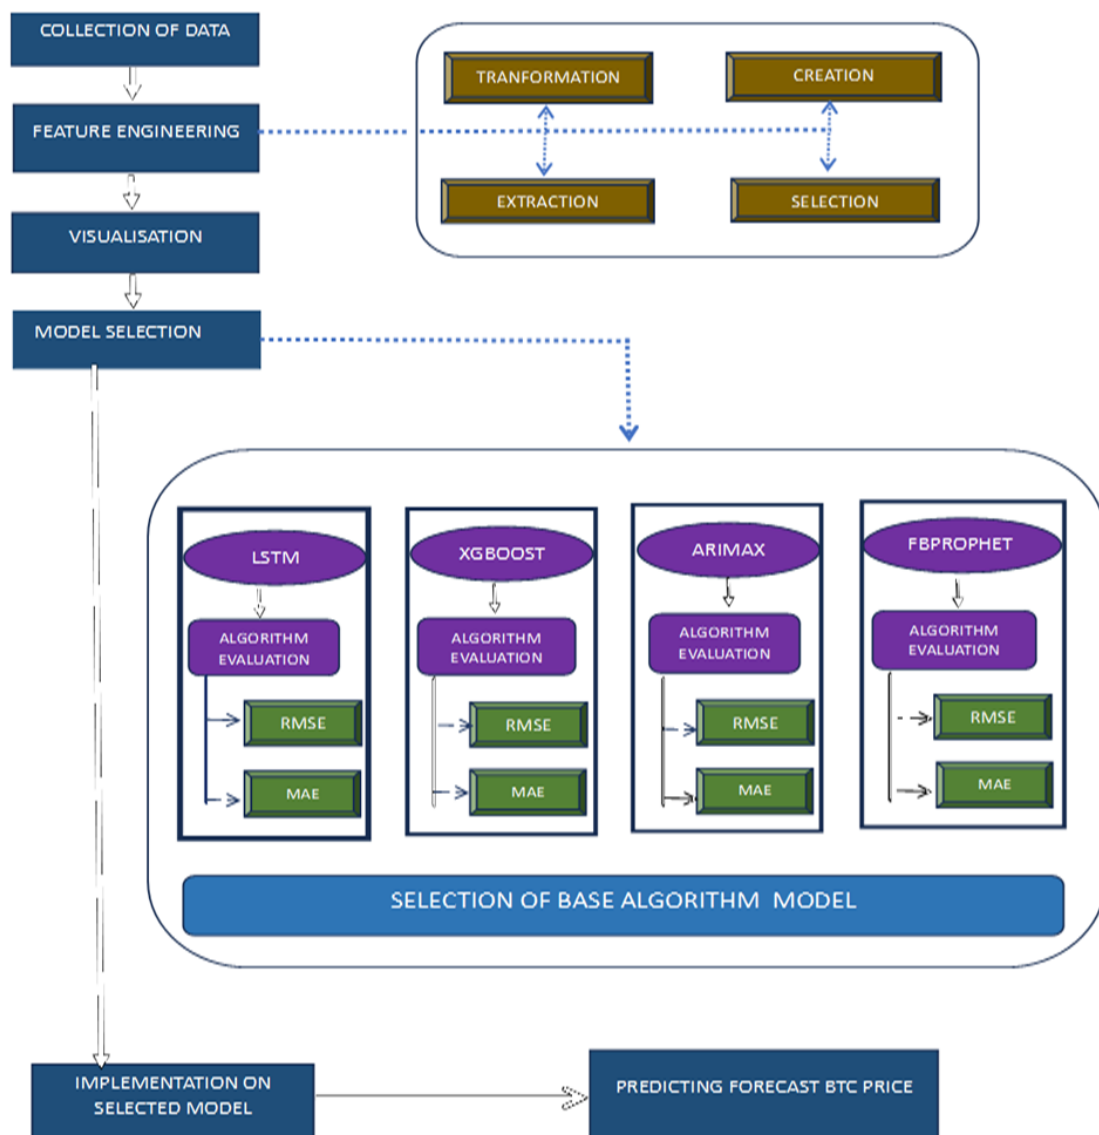 COLLECTION OF DATA
TRANFORMATION
CREATION
FEATURE ENGINEERING
EXTRACTION
SELECTION
VISUALISATION
MODEL SELECTION
LSTM
XGBOOST
ARIMAX
FBPROPHET
ALGORITHM
EVALUATION
ALGORITHM
EVALUATION
ALGORITHM
EVALUATION
ALGORITHM
EVALUATION
RMSE
RMSE
RMSE
RMSE
MAE
MAE
MAE
MAE
SELECTION OF BASE ALGORITHM MODEL
IMPLEMENTATION ON
SELECTED MODEL
PREDICTING FORECAST BTC PRICE